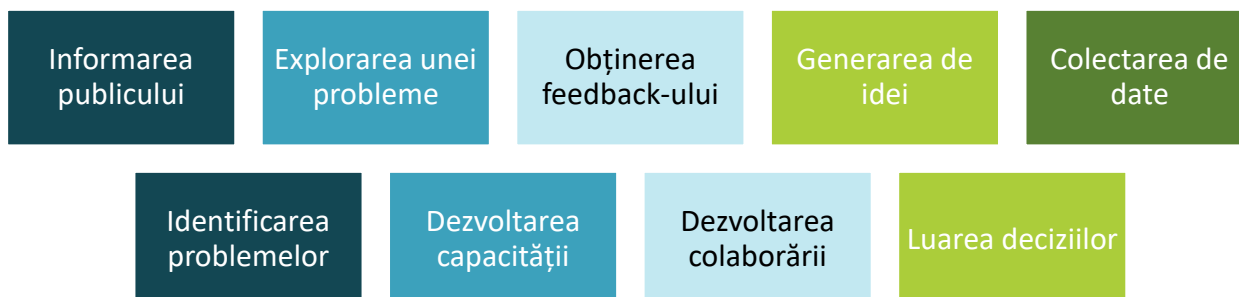 Informarea
publicului
Explorarea unei
probleme
Obținerea
feedback-ului
Generarea de
idei
Colectarea de
date
Identificarea
problemelor
Dezvoltarea
capacității
Dezvoltarea
colaborării
Luarea deciziilor